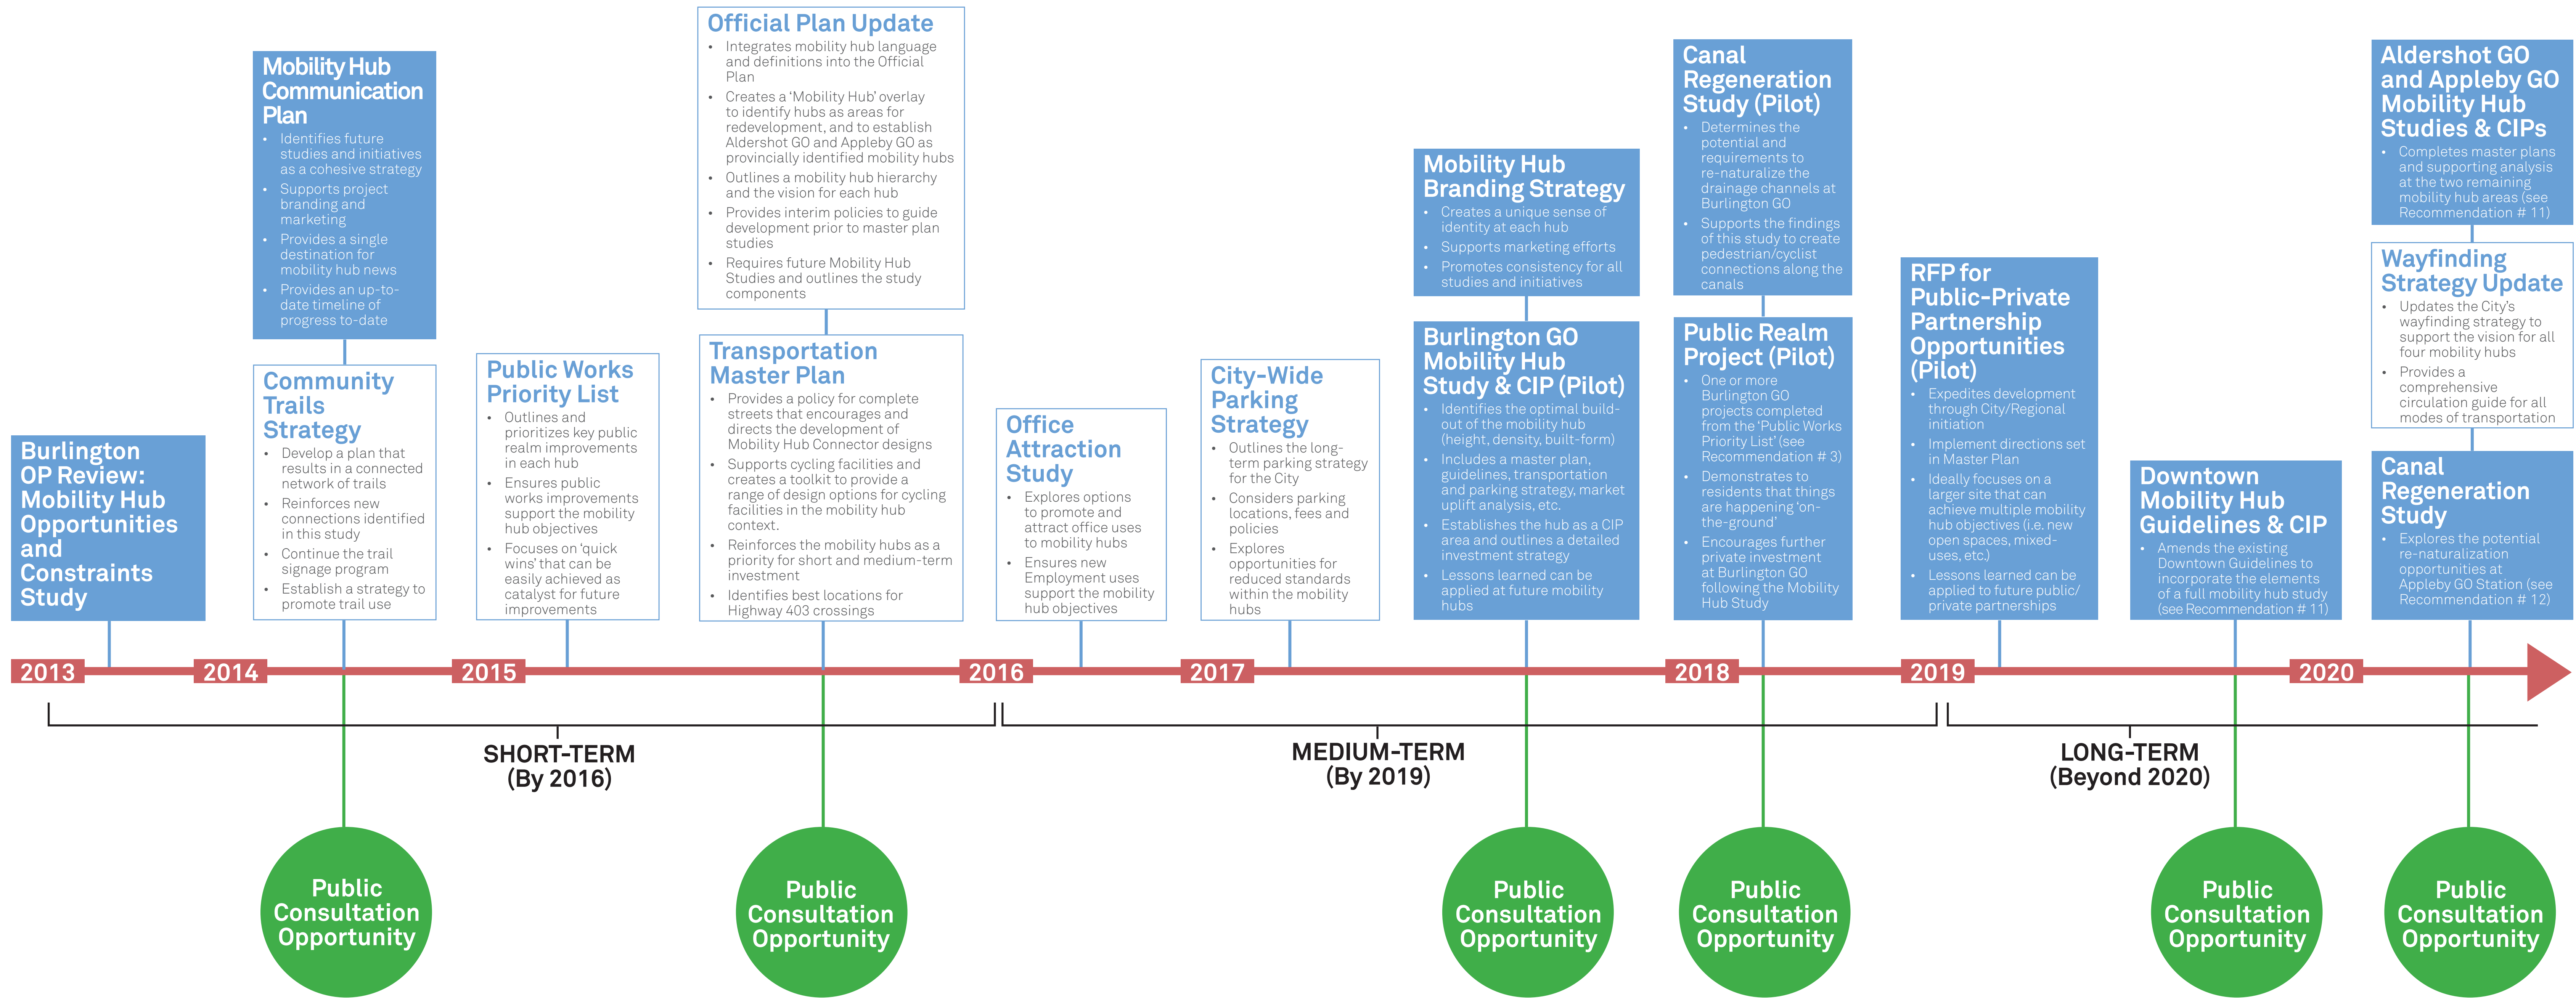 Burlington
OP Review:
Mobility Hub
Opportunities
and
Constraints
Study
Mobility Hub
Communication
Plan
• Identifies future
studies and initiatives
as a cohesive strategy
• Supports project
branding and
marketing
• Provides a single
destination for
mobility hub news
• Provides an up-to-
date timeline of
progress to-date
Community
Trails
Strategy
• Develop a plan that
results in a connected
network of trails
• Reinforces new
connections identified
in this study
• Continue the trail
signage program
• Establish a strategy to
promote trail use
Public Works
Priority List
• Outlines and
prioritizes key public
realm improvements
in each hub
• Ensures public
works improvements
support the mobility
hub objectives
• Focuses on ‘quick
wins’ that can be
easily achieved as
catalyst for future
improvements
Official Plan Update
• Integrates mobility hub language
and definitions into the Official
Plan
• Creates a ‘Mobility Hub’ overlay
to identify hubs as areas for
redevelopment, and to establish
Aldershot GO and Appleby GO as
provincially identified mobility hubs
• Outlines a mobility hub hierarchy
and the vision for each hub
• Provides interim policies to guide
development prior to master plan
studies
• Requires future Mobility Hub
Studies and outlines the study
components
Transportation
Master Plan
• Provides a policy for complete
streets that encourages and
directs the development of
Mobility Hub Connector designs
• Supports cycling facilities and
creates a toolkit to provide a
range of design options for cycling
facilities in the mobility hub
context.
• Reinforces the mobility hubs as a
priority for short and medium-term
investment
• Identifies best locations for
Highway 403 crossings
Office
Attraction
Study
• Explores options
to promote and
attract office uses
to mobility hubs
• Ensures new
Employment uses
support the mobility
hub objectives
City-Wide
Parking
Strategy
• Outlines the long-
term parking strategy
for the City
• Considers parking
locations, fees and
policies
• Explores
opportunities for
reduced standards
within the mobility
hubs
Mobility Hub
Branding Strategy
• Creates a unique sense of
identity at each hub
• Supports marketing efforts
• Promotes consistency for all
studies and initiatives
Burlington GO
Mobility Hub
Study & CIP (Pilot)
• Identifies the optimal build-
out of the mobility hub
(height, density, built-form)
• Includes a master plan,
guidelines, transportation
and parking strategy, market
uplift analysis, etc.
• Establishes the hub as a CIP
area and outlines a detailed
investment strategy
• Lessons learned can be
applied at future mobility
hubs
Canal
Regeneration
Study (Pilot)
• Determines the
potential and
requirements to
re-naturalize the
drainage channels at
Burlington GO
• Supports the findings
of this study to create
pedestrian/cyclist
connections along the
canals
Public Realm
Project (Pilot)
• One or more
Burlington GO
projects completed
from the ‘Public Works
Priority List’ (see
Recommendation # 3)
• Demonstrates to
residents that things
are happening ‘on-
the-ground’
• Encourages further
private investment
at Burlington GO
following the Mobility
Hub Study
RFP for
Public-Private
Partnership
Opportunities
(Pilot)
• Expedites development
through City/Regional
initiation
• Implement directions set
in Master Plan
• Ideally focuses on a
larger site that can
achieve multiple mobility
hub objectives (i.e. new
open spaces, mixed-
uses, etc.)
• Lessons learned can be
applied to future public/
private partnerships
Downtown
Mobility Hub
Guidelines & CIP
• Amends the existing
Downtown Guidelines to
incorporate the elements
of a full mobility hub study
(see Recommendation # 11)
Aldershot GO
and Appleby GO
Mobility Hub
Studies & CIPs
• Completes master plans
and supporting analysis
at the two remaining
mobility hub areas (see
Recommendation # 11)
Wayfinding
Strategy Update
• Updates the City’s
wayfinding strategy to
support the vision for all
four mobility hubs
• Provides a
comprehensive
circulation guide for all
modes of transportation
Canal
Regeneration
Study
• Explores the potential
re-naturalization
opportunities at
Appleby GO Station (see
Recommendation # 12)
2013
2014
2015
2016
2017
2018
2019
2020
SHORT-TERM
(By 2016)
MEDIUM-TERM
(By 2019)
LONG-TERM
(Beyond 2020)
Public
Consultation
Opportunity
Public
Consultation
Opportunity
Public
Consultation
Opportunity
Public
Consultation
Opportunity
Public
Consultation
Opportunity
Public
Consultation
Opportunity